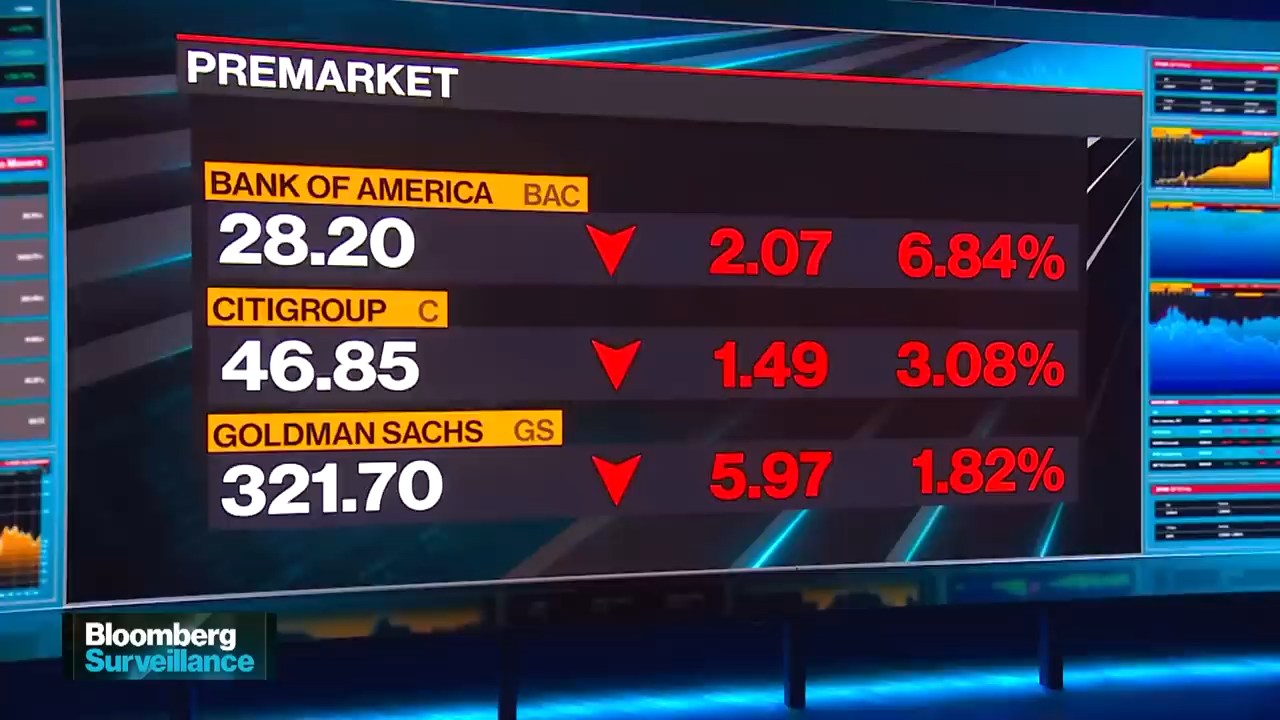 PREMARKET
BANK OF AMERICA BAC
28.20 2.07 6.84%
CITIGROUP C
46.85 1.49 3.08%
GOLDMAN SACHS GS
321.70 5.97 1.82%
Bloomberg
Surveillance